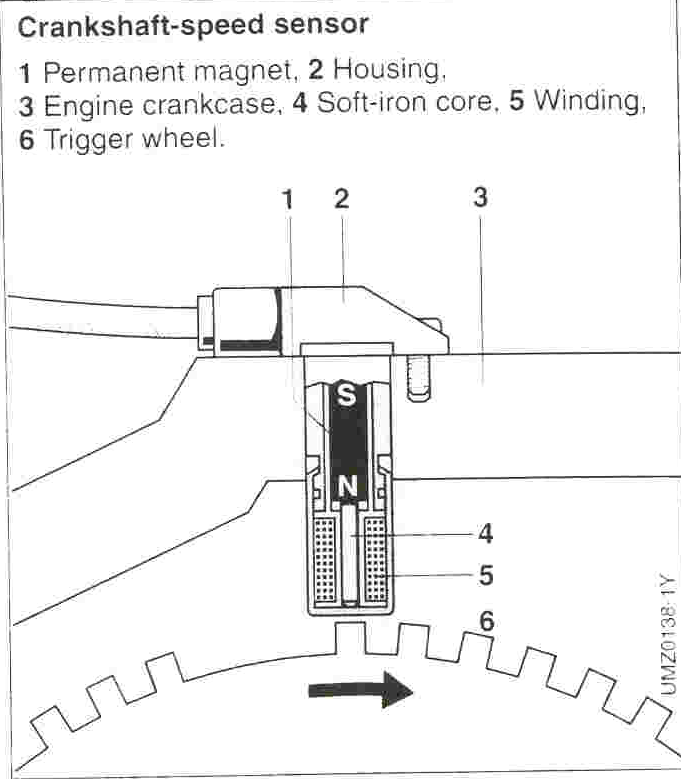 Crankshaft-speed sensor
1 Permanent magnet, 2 Housing,
3 Engine crankcase, 4 Soft-iron core, 5 Winding,
6 Trigger wheel.
1 2 3
S
N
4
5
6
UMZ0138-1Y